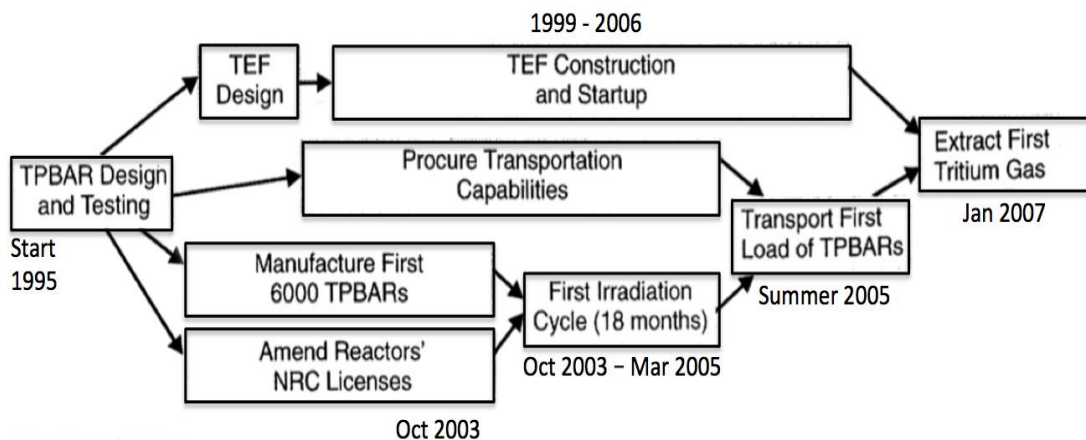 1999 - 2006
TEF
Design
TEF Construction
and Startup
Extract First
Tritium Gas
Jan 2007
TPBAR Design
and Testing
Start
1995
Procure Transportation
Capabilities
Transport First
Load of TPBARs
Summer 2005
Manufacture First
6000 TPBARs
First Irradiation
Cycle (18 months)
Oct 2003 – Mar 2005
Amend Reactors'
NRC Licenses
Oct 2003